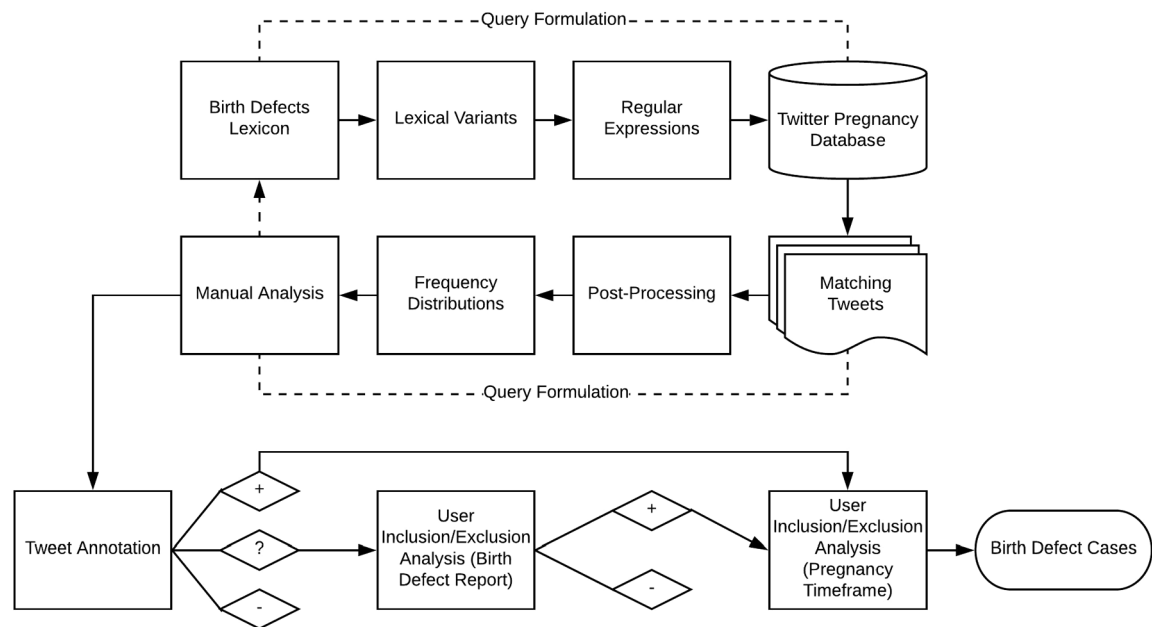 Query Formulation
Birth Defects
Lexicon
Lexical Variants
Regular
Expressions
Twitter Pregnancy
Database
Manual Analysis
Frequency
Distributions
Post-Processing
Matching
Tweets
Query Formulation
Tweet Annotation
+
?
-
User
Inclusion/Exclusion
Analysis (Birth
Defect Report)
+
-
User
Inclusion/Exclusion
Analysis
(Pregnancy
Timeframe)
Birth Defect Cases